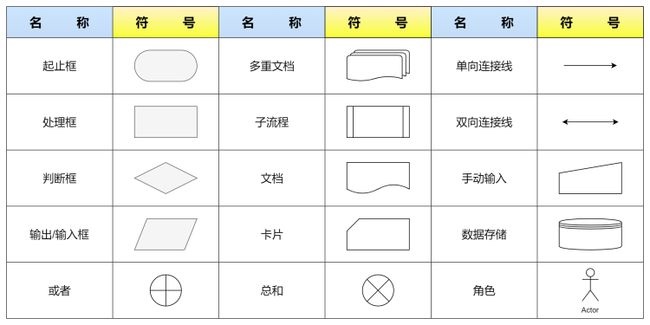 名 称 符 号 名 称 符 号 名 称 符 号
起止框 多重文档 单向连接线
处理框 子流程 双向连接线
判断框 文档 手动输入
输出/输入框 卡片 数据存储
或者 总和 角色
Actor